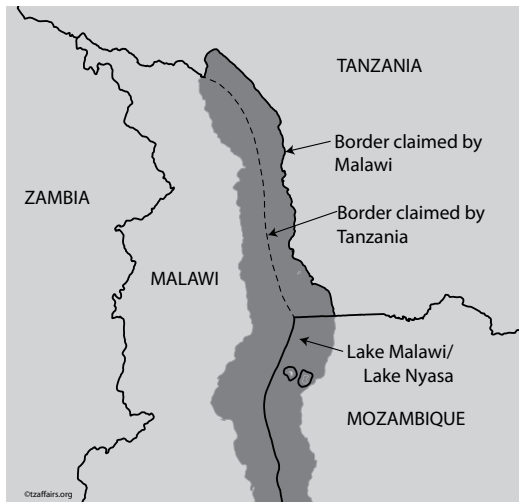 TANZANIA
Border claimed by
Malawi
ZAMBIA
Border claimed by
Tanzania
MALAWI
Lake Malawi/
Lake Nyasa
MOZAMBIQUE
©tzaffairs.org